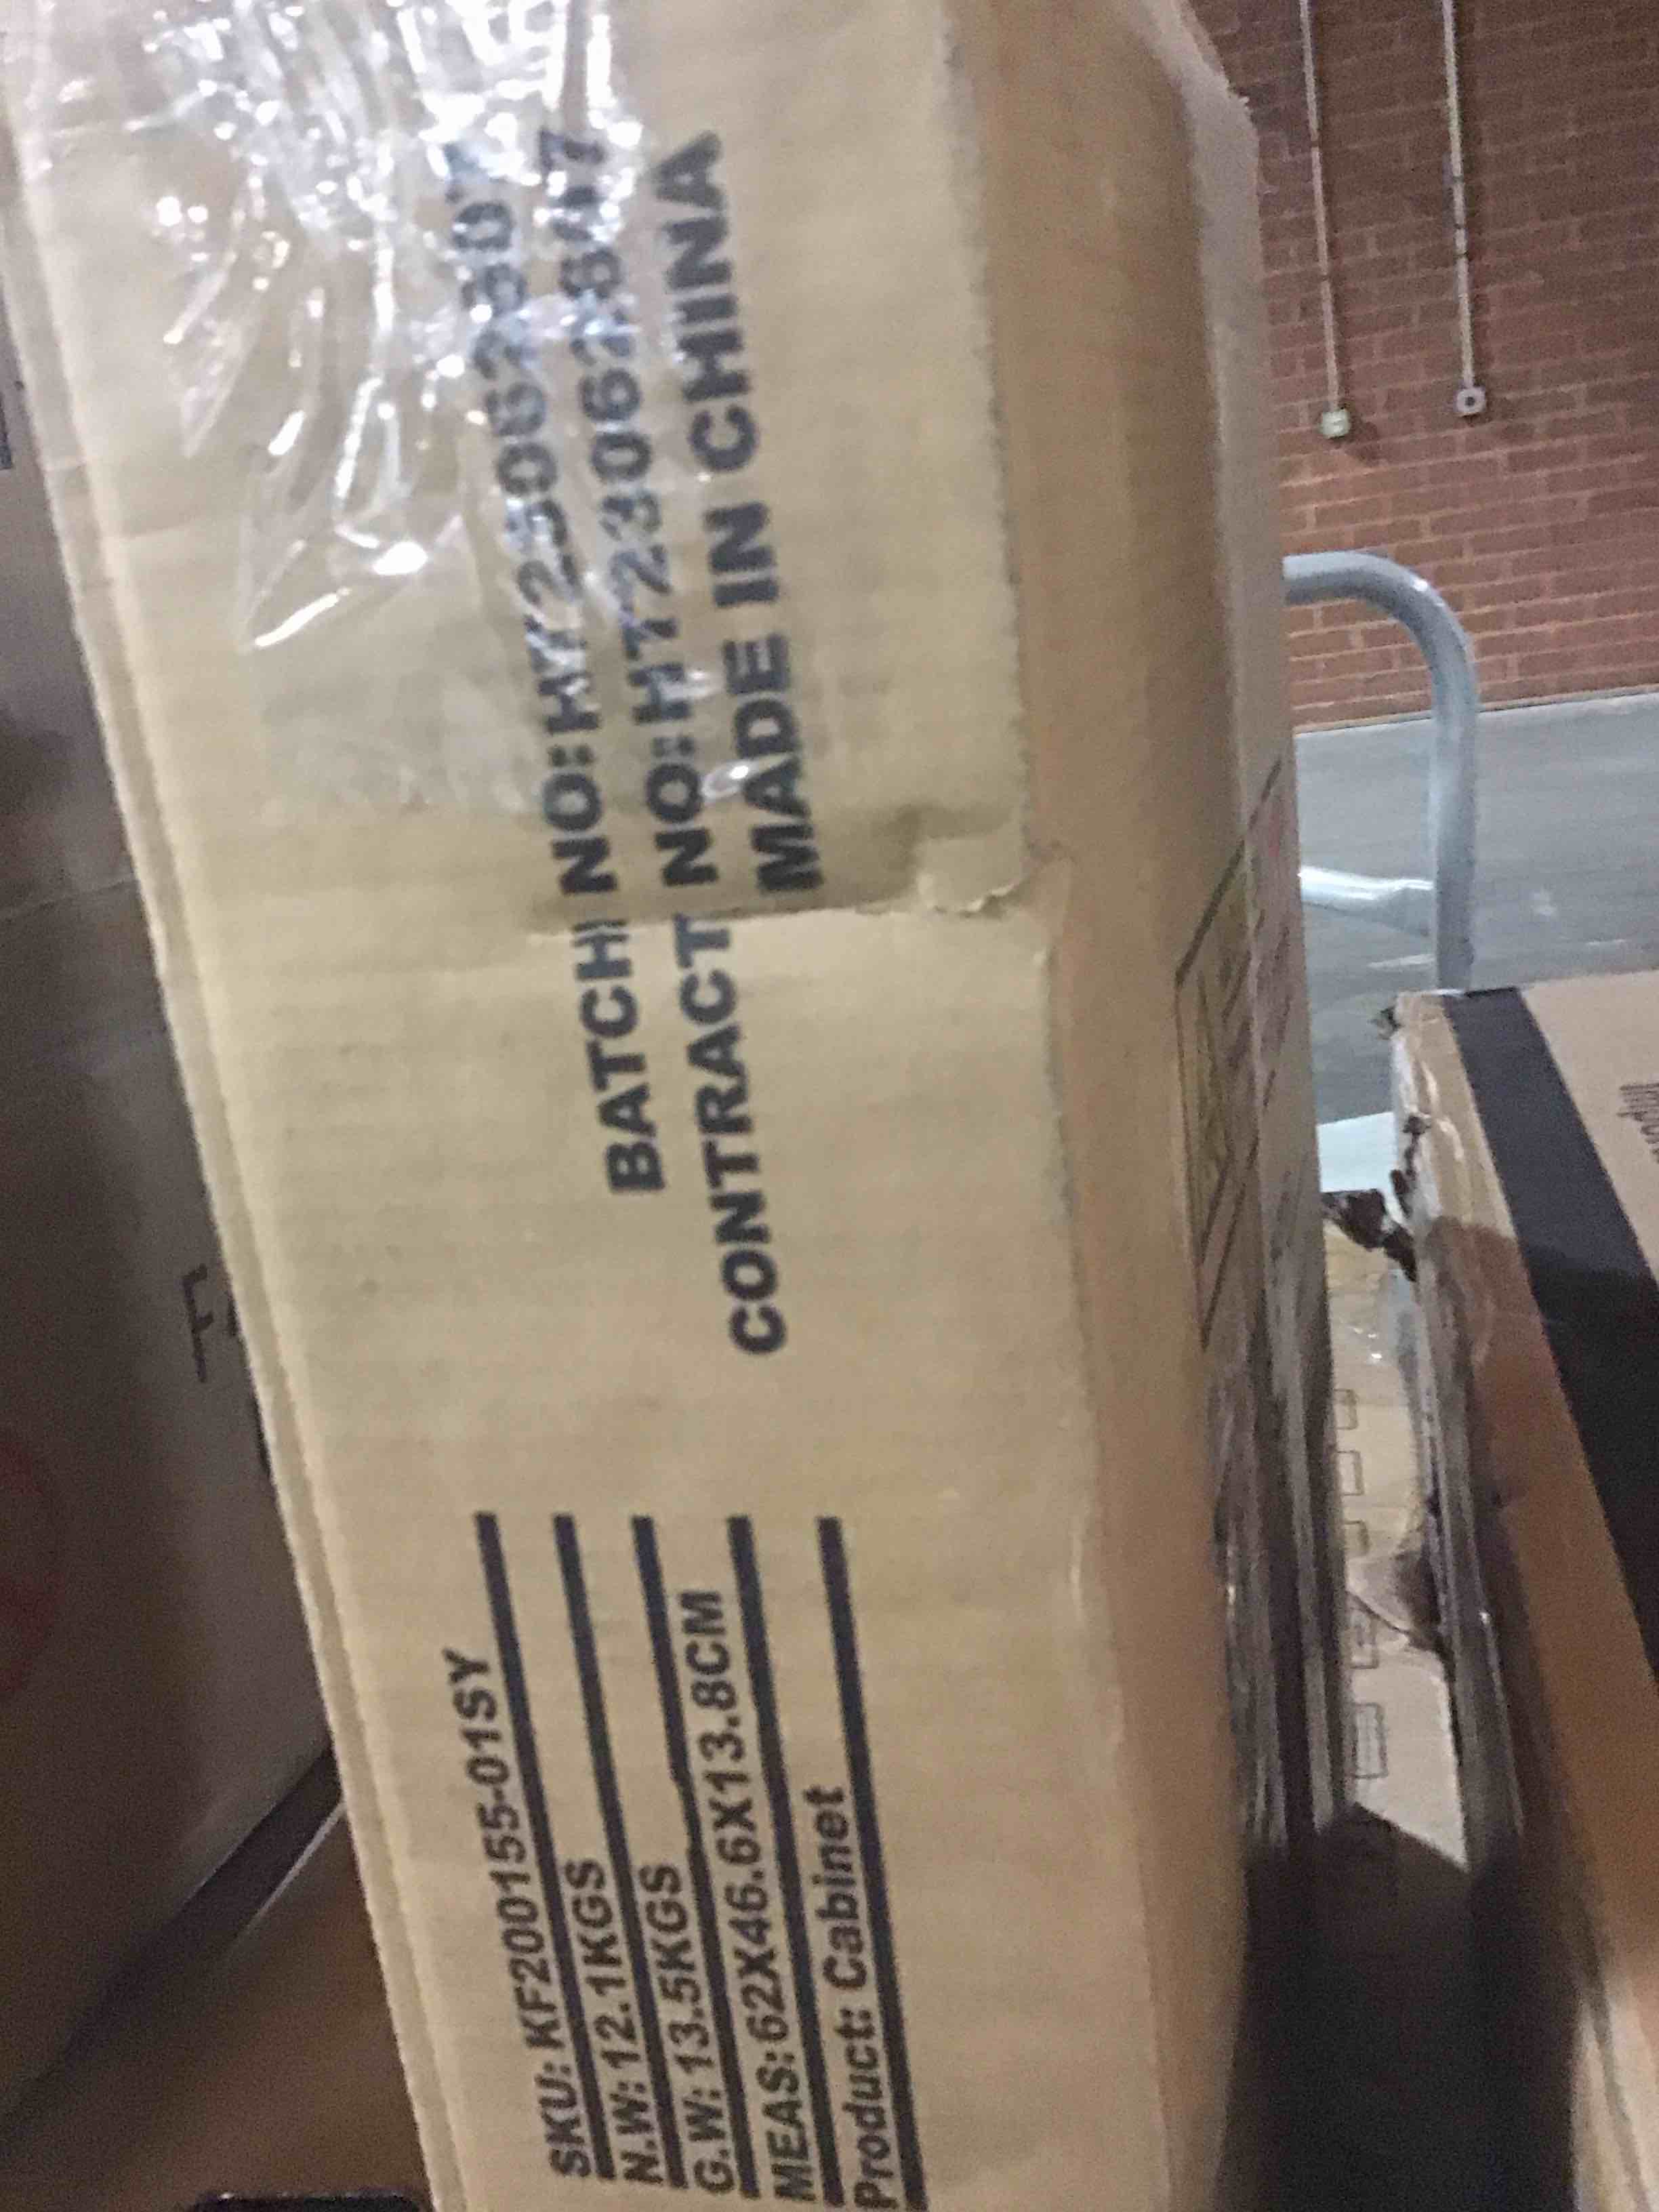 SKU: KF200155-01SY
N.W: 12.1KGS
G.W: 13.5KGS
MEAS: 62X46.6X13.8CM
Product: Cabinet
BATCH NO:
CONTRACT NO:
MADE IN CHINA